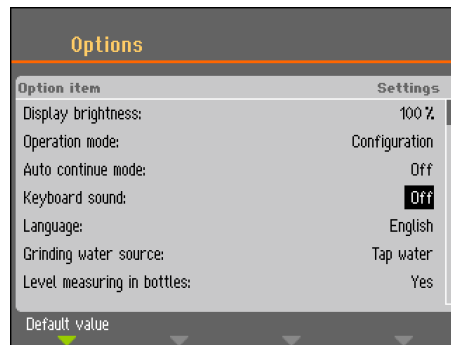 Options
Option item Settings
Display brightness: 100 %
Operation mode: Configuration
Auto continue mode: Off
Keyboard sound: Off
Language: English
Grinding water source: Tap water
Level measuring in bottles: Yes
Default value